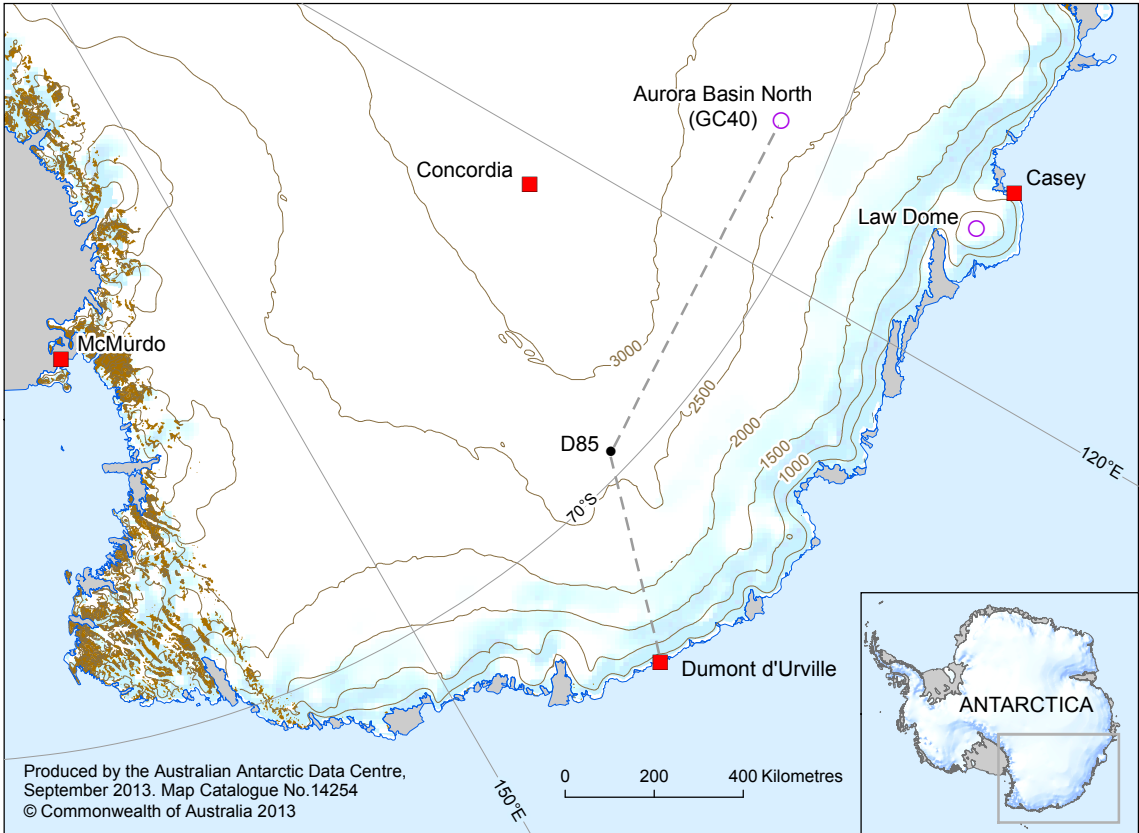 Aurora Basin North
(GC40)
Concordia
Casey
Law Dome
McMurdo
3000
2500
D85
2000
1500
1000
120°E
70°S
Dumont d'Urville
ANTARCTICA
Produced by the Australian Antarctic Data Centre,
September 2013. Map Catalogue No.14254
© Commonwealth of Australia 2013
150°E
0 200 400 Kilometres